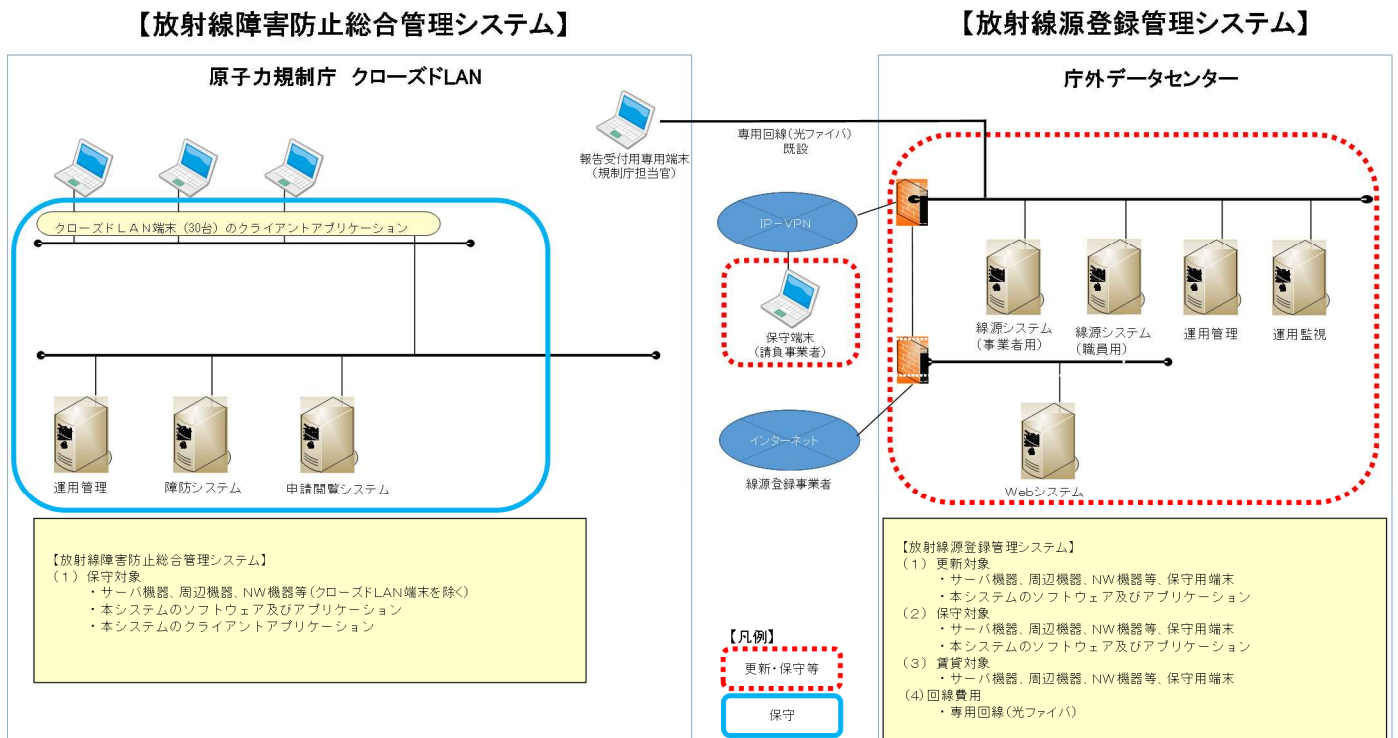 【放射線障害防止総合管理システム】
原子力規制庁　クローズドLAN
報告受付用専用端末
（規制庁担当官）
クローズドＬＡＮ端末（30台）のクライアントアプリケーション
運用管理
障防システム
申請閲覧システム
【放射線障害防止総合管理システム】
（１）保守対象
・サーバ機器、周辺機器、NW機器等(クローズドLAN端末を除く)
・本システムのソフトウェア及びアプリケーション
・本システムのクライアントアプリケーション
専用回線(光ファイバ)
既設
IP－VPN
保守端末
(請負事業者)
インターネット
線源登録事業者
【凡例】
更新・保守等
保守
【放射線源登録管理システム】
庁外データセンター
線源システム
(事業者用)
線源システム
(職員用)
運用管理
運用監視
Webシステム
【放射線源登録管理システム】
（１）更新対象
・サーバ機器、周辺機器、NW機器等、保守用端末
・本システムのソフトウェア及びアプリケーション
（２）保守対象
・サーバ機器、周辺機器、NW機器等、保守用端末
・本システムのソフトウェア及びアプリケーション
（３）賃貸対象
・サーバ機器、周辺機器、NW機器等、保守用端末
(４)回線費用
・専用回線(光ファイバ)